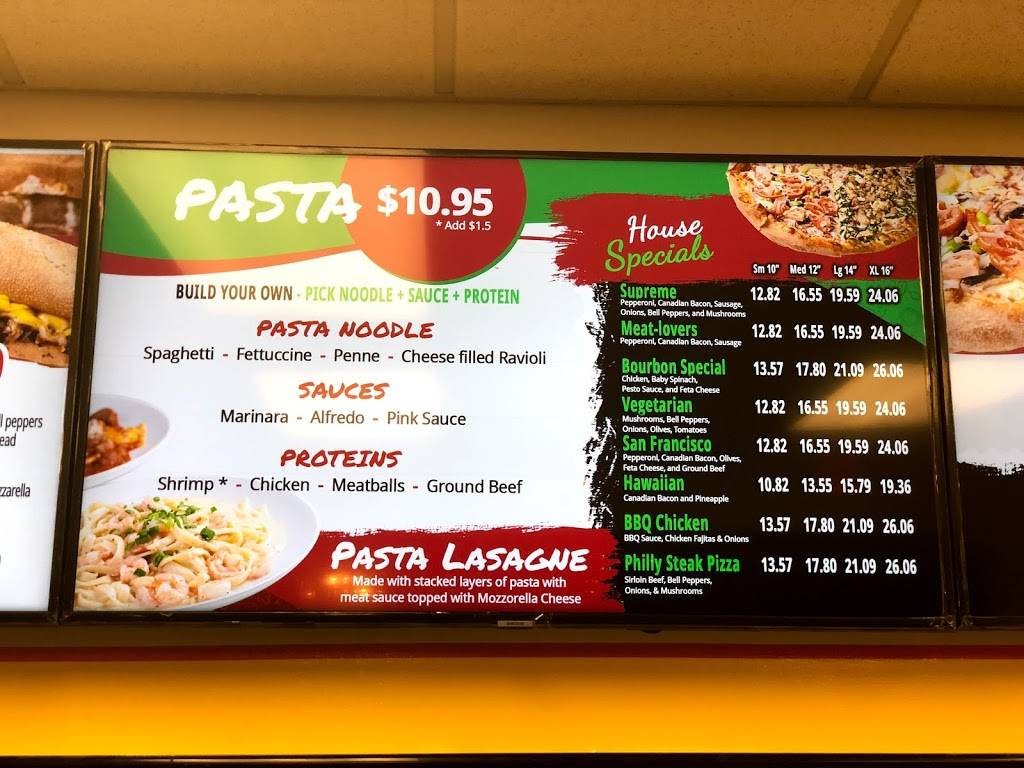 l peppers
ead
zzarella
PASTA $10.95
* Add $1.5
BUILD YOUR OWN - PICK NOODLE + SAUCE + PROTEIN
PASTA NOODLE
Spaghetti - Fettuccine - Penne - Cheese filled Ravioli
SAUCES
Marinara - Alfredo - Pink Sauce
PROTEINS
Shrimp * - Chicken - Meatballs - Ground Beef
PASTA LASAGNE
Made with stacked layers of pasta with
meat sauce topped with Mozzorella Cheese
House
Specials
Sm 10" Med 12" Lg 14" XL 16"
Supreme 12.82 16.55 19.59 24.06
Pepperoni, Canadian Bacon, Sausage,
Onions, Bell Peppers, and Mushrooms
Meat-lovers 12.82 16.55 19.59 24.06
Pepperoni, Canadian Bacon, Sausage
Bourbon Special 13.57 17.80 21.09 26.06
Chicken, Baby Spinach,
Pesto Sauce, and Feta Cheese
Vegetarian 12.82 16.55 19.59 24.06
Mushrooms, Bell Peppers,
Onions, Olives, Tomatoes
San Francisco 12.82 16.55 19.59 24.06
Pepperoni, Canadian Bacon, Olives,
Feta Cheese, and Ground Beef
Hawaiian 10.82 13.55 15.79 19.36
Canadian Bacon and Pineapple
BBQ Chicken 13.57 17.80 21.09 26.06
BBQ Sauce, Chicken Fajitas & Onions
Philly Steak Pizza 13.57 17.80 21.09 26.06
Sirloin Beef, Bell Peppers,
Onions, & Mushrooms